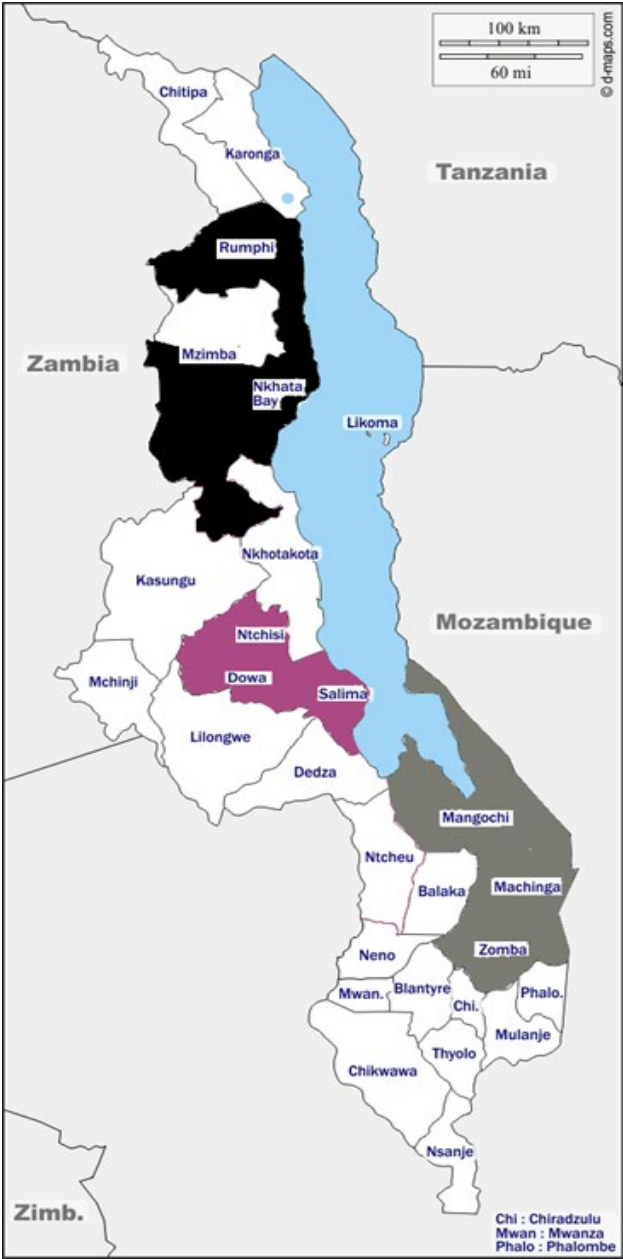 100 km
60 mi
© d-maps.com
Chitipa
Karonga
Tanzania
Rumphi
Zambia
Mzimba
Nkhata
Bay
Likoma
Nkhotakota
Kasungu
Mozambique
Ntchisi
Mchinji
Dowa
Salima
Lilongwe
Dedza
Mangochi
Ntcheu
Balaka
Machinga
Zomba
Neno
Mwan.
Blantyre
Chi.
Phalo.
Mulanje
Thyolo
Chikwawa
Nsanje
Zimb.
Chi : Chiradzulu
Mwan : Mwanza
Phalo : Phalombe